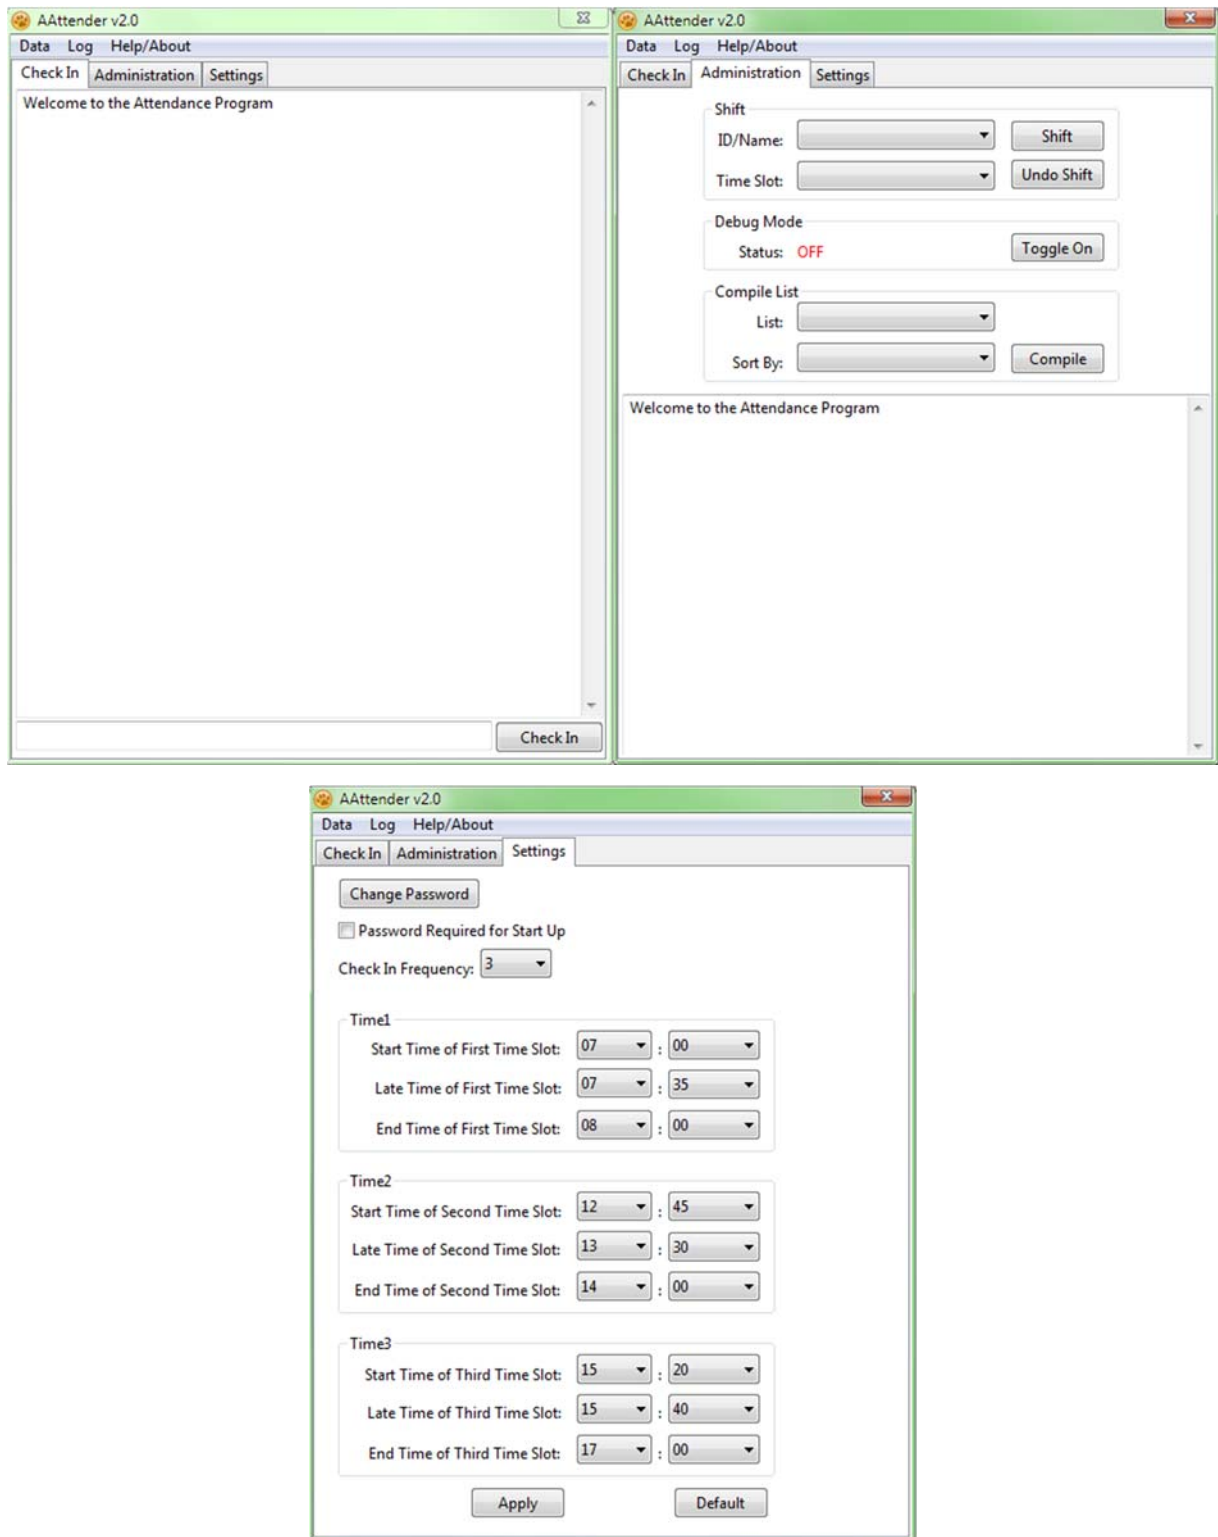 AAttender v2.0
Data Log Help/About
Check In Administration Settings
Welcome to the Attendance Program
Check In
AAttender v2.0
Data Log Help/About
Check In Administration Settings
Shift
ID/Name: Shift
Time Slot: Undo Shift
Debug Mode
Status: OFF Toggle On
Compile List
List:
Sort By: Compile
Welcome to the Attendance Program
AAttender v2.0
Data Log Help/About
Check In Administration Settings
Change Password
Password Required for Start Up
Check In Frequency: 3
Time1
Start Time of First Time Slot: 07 : 00
Late Time of First Time Slot: 07 : 35
End Time of First Time Slot: 08 : 00
Time2
Start Time of Second Time Slot: 12 : 45
Late Time of Second Time Slot: 13 : 30
End Time of Second Time Slot: 14 : 00
Time3
Start Time of Third Time Slot: 15 : 20
Late Time of Third Time Slot: 15 : 40
End Time of Third Time Slot: 17 : 00
Apply Default